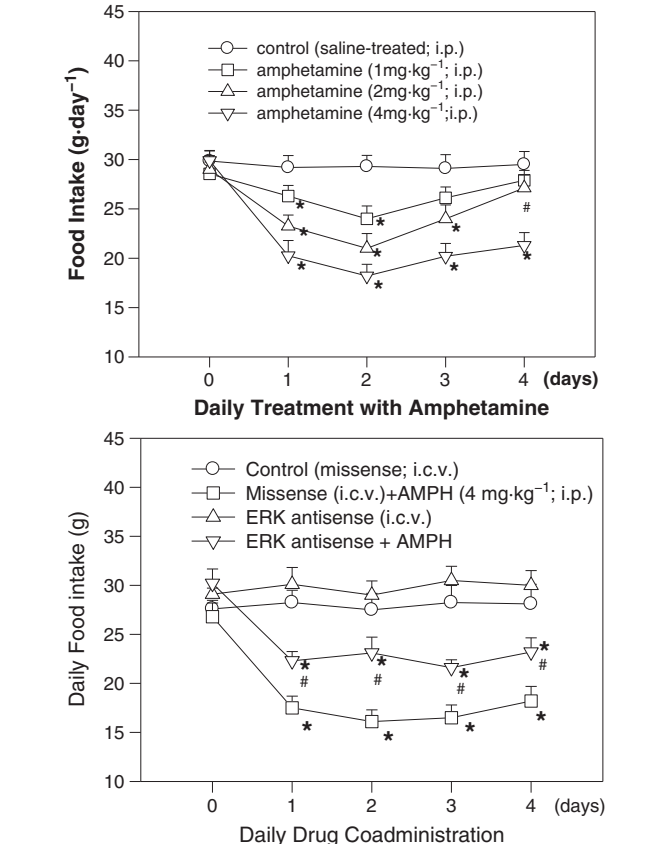 45
40
35
30
25
20
15
10
Food Intake (g·day⁻¹)
control (saline-treated; i.p.)
amphetamine (1mg·kg⁻¹; i.p.)
amphetamine (2mg·kg⁻¹; i.p.)
amphetamine (4mg·kg⁻¹;i.p.)
*
*
*
*
*
*
*
*
*
*
#
0 1 2 3 4 (days)
Daily Treatment with Amphetamine
45
40
35
30
25
20
15
10
Daily Food intake (g)
Control (missense; i.c.v.)
Missense (i.c.v.)+AMPH (4 mg·kg⁻¹; i.p.)
ERK antisense (i.c.v.)
ERK antisense + AMPH
*
#
*
#
*
#
*
#
*
*
*
*
0 1 2 3 4 (days)
Daily Drug Coadministration